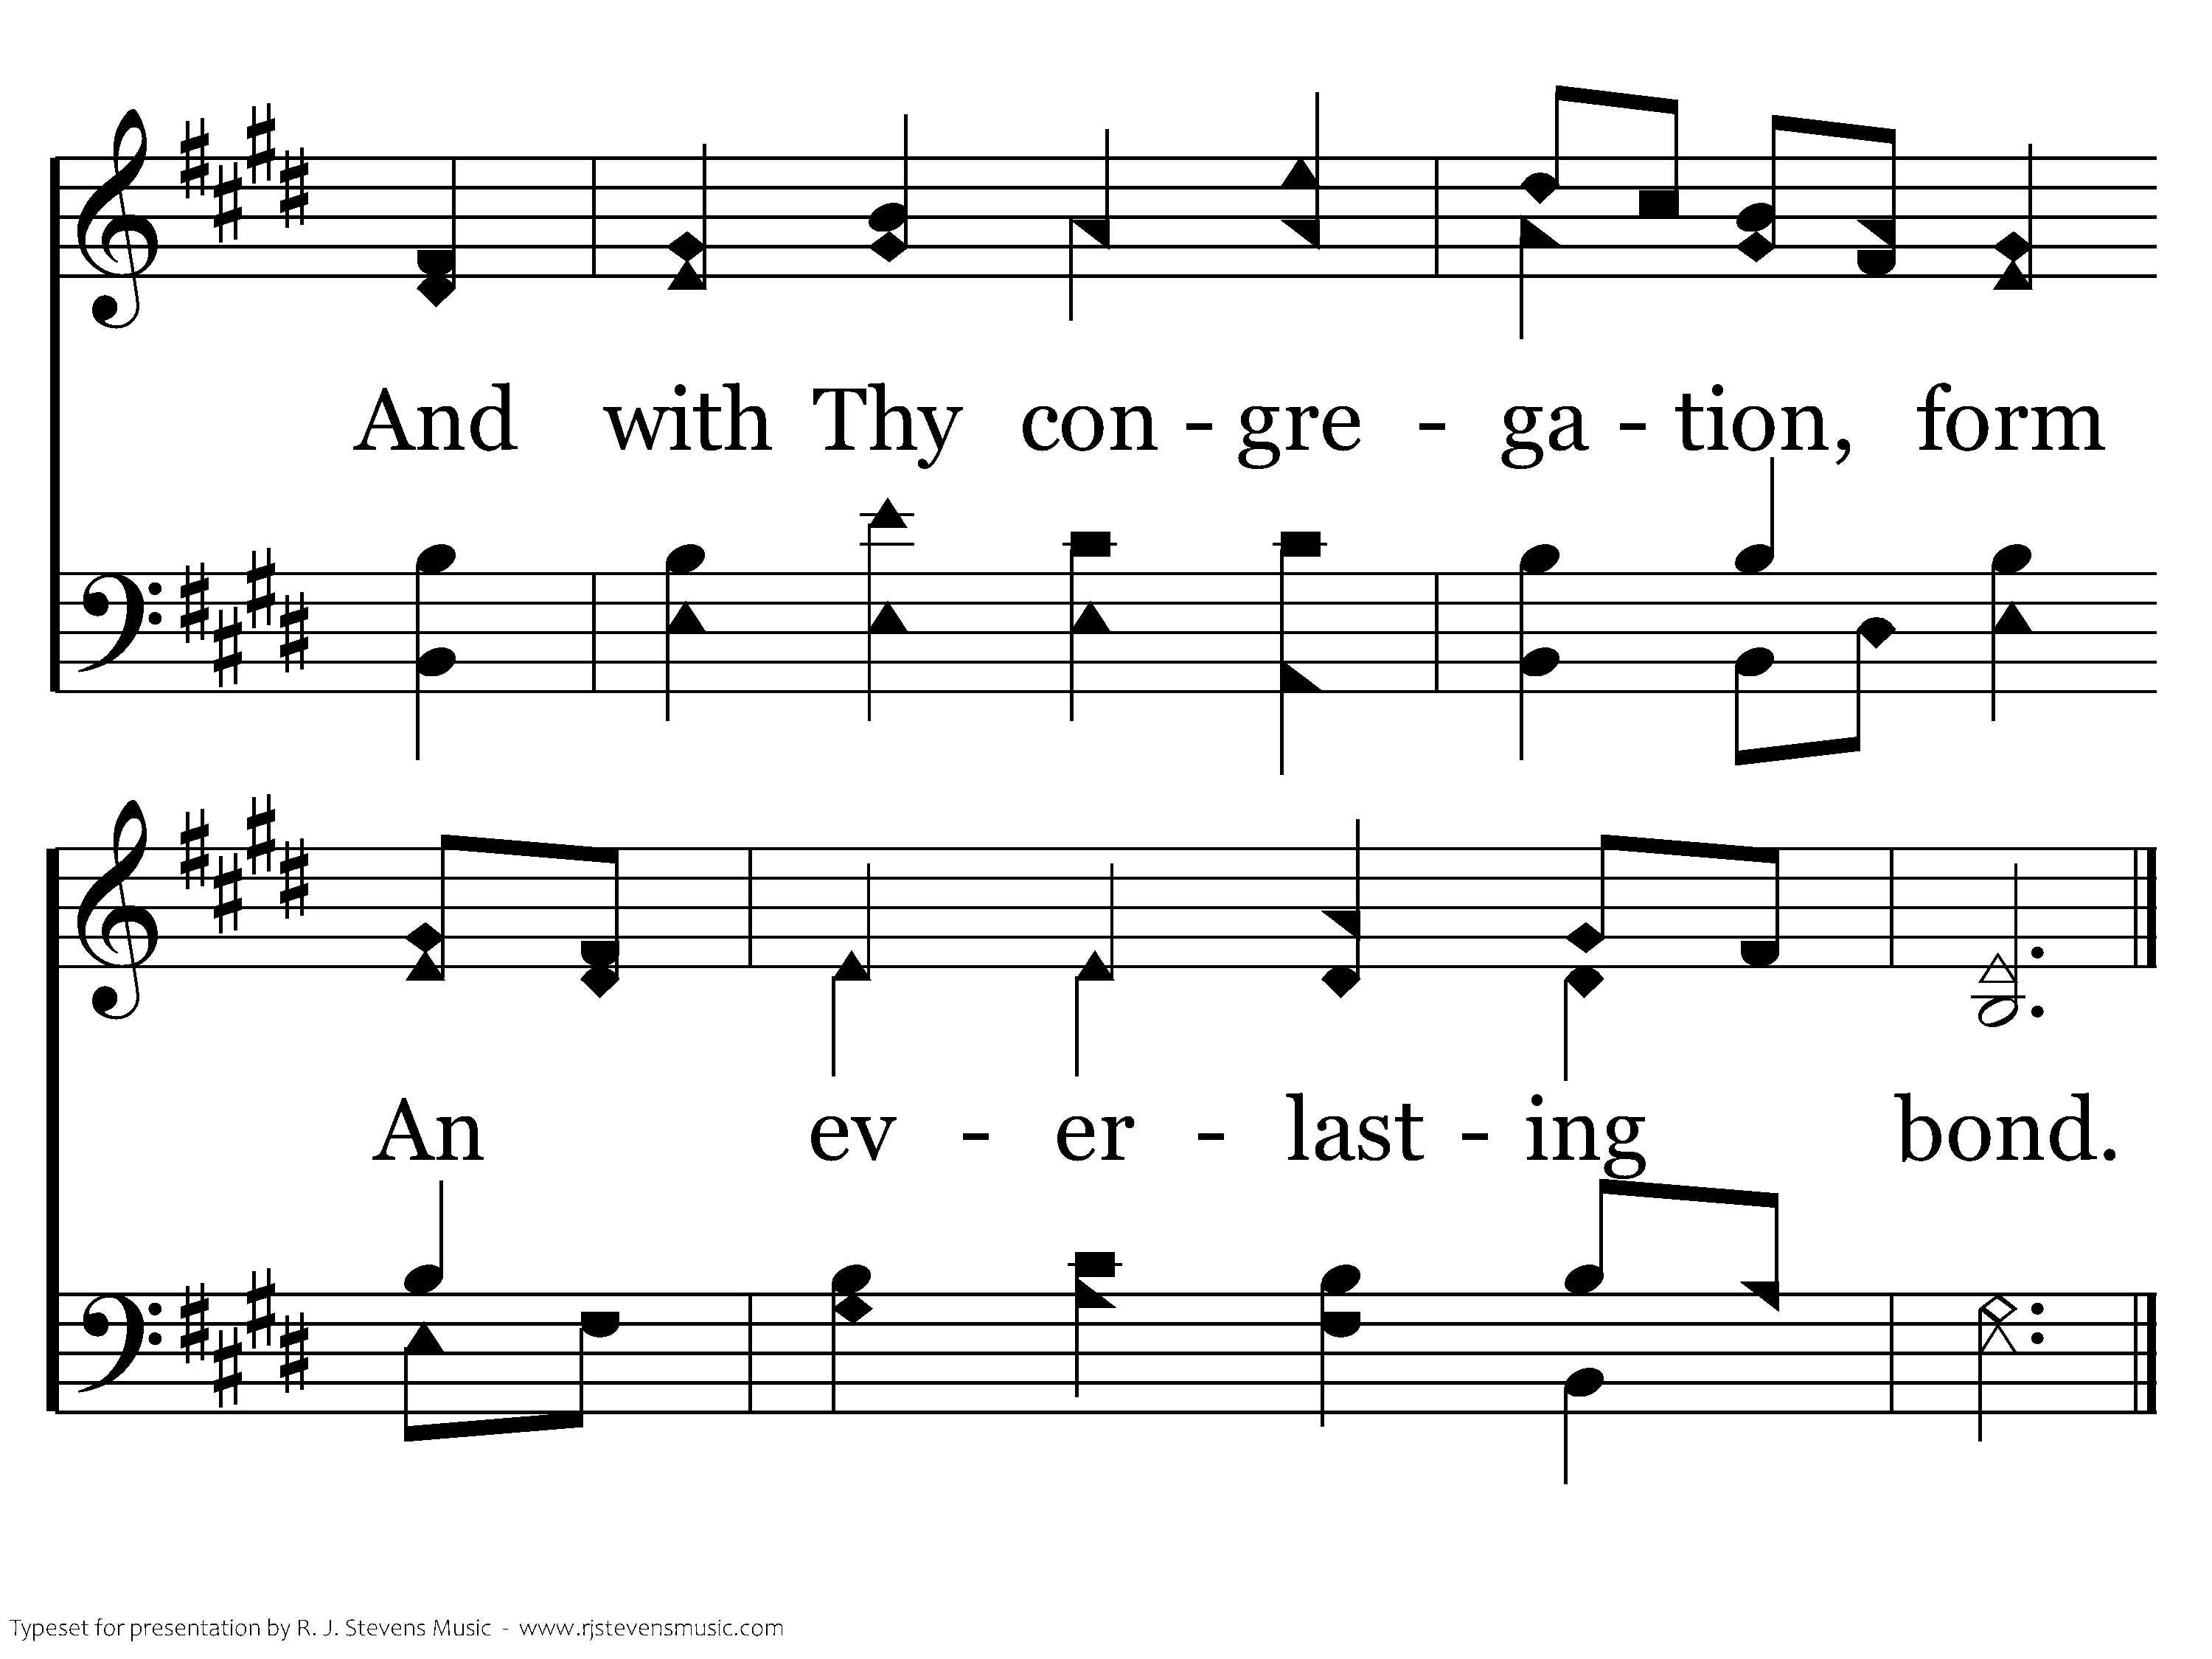 And with Thy con - gre - ga - tion, form
An ev - er - last - ing bond.
Typeset for presentation by R. J. Stevens Music - www.rjstevensmusic.com